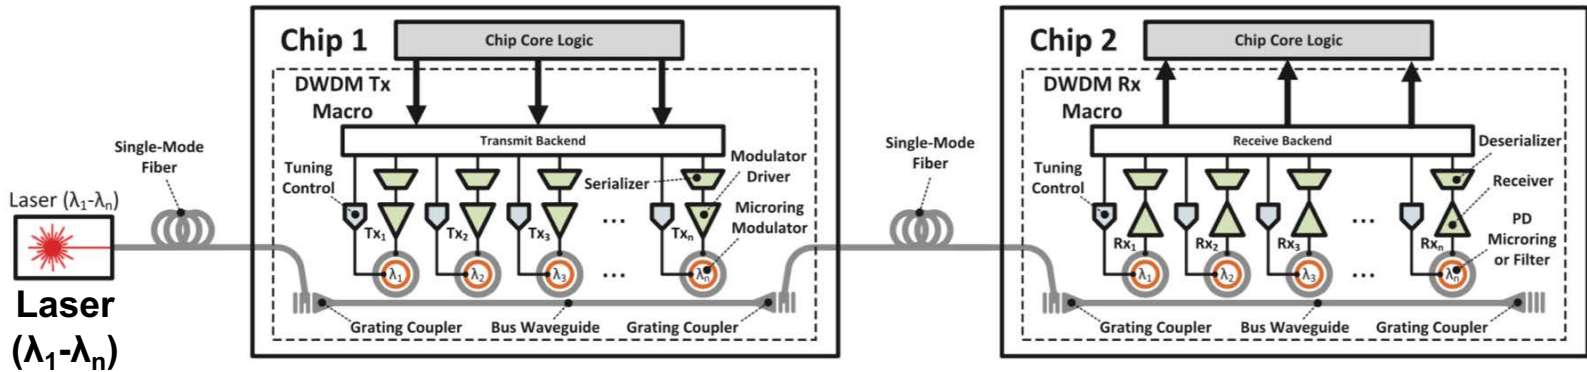 Laser (λ₁-λₙ)
Laser
(λ₁-λₙ)
Single-Mode
Fiber
Chip 1
Chip Core Logic
DWDM Tx
Macro
Transmit Backend
Tuning
Control
Serializer
Modulator
Driver
Microring
Modulator
Tx₁
Tx₂
Tx₃
...
Txₙ
λ₁
λ₂
λ₃
...
λₙ
Grating Coupler
Bus Waveguide
Grating Coupler
Single-Mode
Fiber
Chip 2
Chip Core Logic
DWDM Rx
Macro
Receive Backend
Tuning
Control
Deserializer
Receiver
PD
Microring
or Filter
Rx₁
Rx₂
Rx₃
...
Rxₙ
λ₁
λ₂
λ₃
...
λₙ
Grating Coupler
Bus Waveguide
Grating Coupler